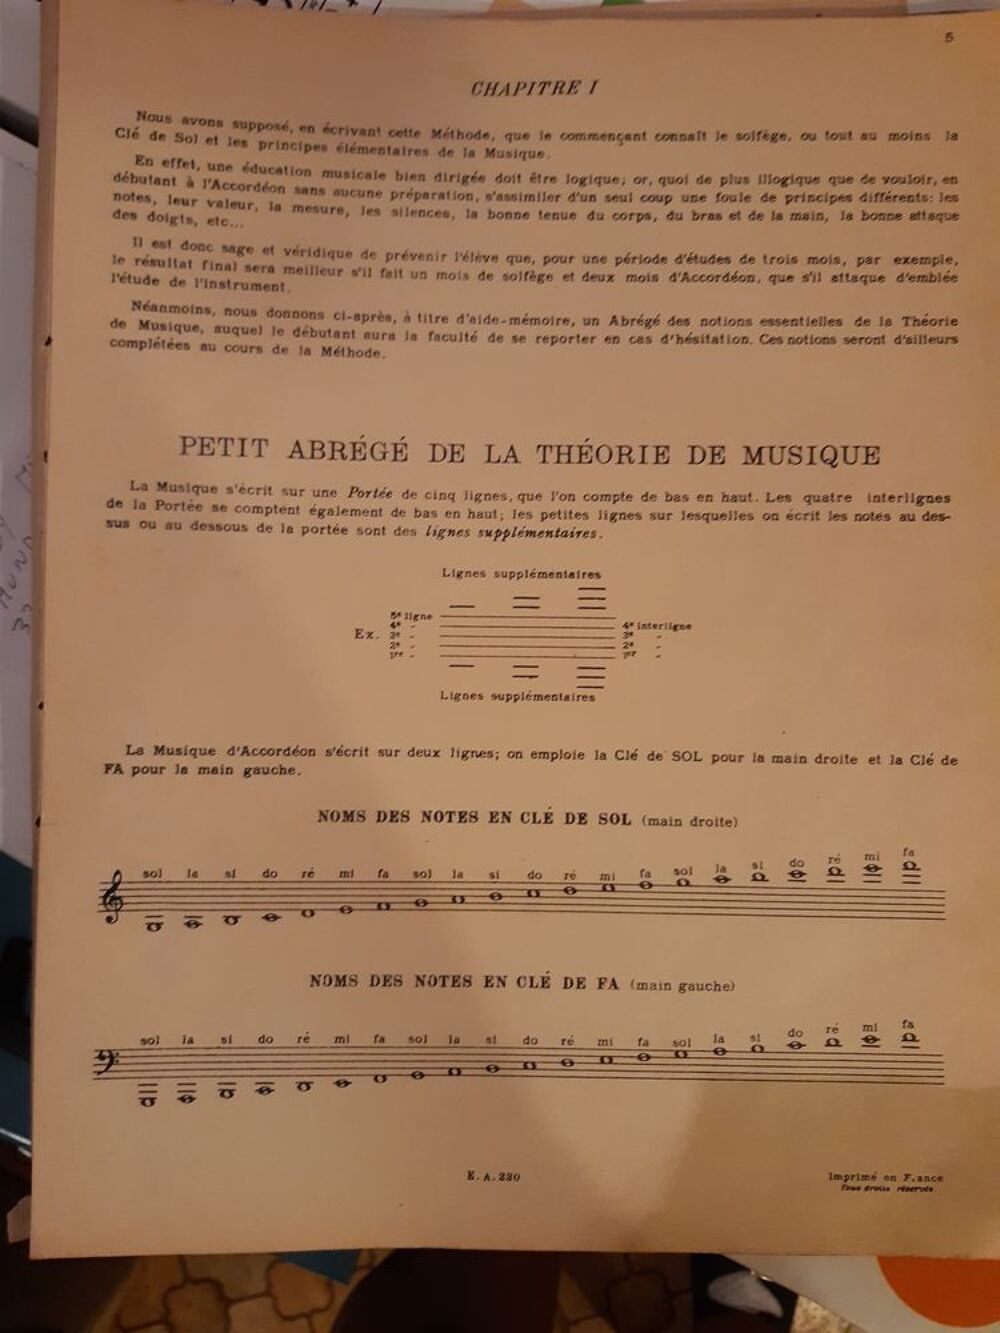 5
CHAPITRE I
Nous avons supposé, en écrivant cette Méthode, que le commençant connaît le solfège, ou tout au moins la
Clé de Sol et les principes élémentaires de la Musique.
En effet, une éducation musicale bien dirigée doit être logique; or, quoi de plus illogique que de vouloir, en
débutant à l'Accordéon sans aucune préparation, s'assimiler d'un seul coup une foule de principes différents: les
notes, leur valeur, la mesure, les silences, la bonne tenue du corps, du bras et de la main, la bonne attaque
des doigts, etc...
Il est donc sage et véridique de prévenir l'élève que, pour une période d'études de trois mois, par exemple,
le résultat final sera meilleur s'il fait un mois de solfège et deux mois d'Accordéon, que s'il attaque d'emblée
l'étude de l'instrument.
Néanmoins, nous donnons ci-après, à titre d'aide-mémoire, un Abrégé des notions essentielles de la Théorie
de Musique, auquel le débutant aura la faculté de se reporter en cas d'hésitation. Ces notions seront d'ailleurs
complétées au cours de la Méthode.
PETIT ABRÉGÉ DE LA THÉORIE DE MUSIQUE
La Musique s'écrit sur une Portée de cinq lignes, que l'on compte de bas en haut. Les quatre interlignes
de la Portée se comptent également de bas en haut; les petites lignes sur lesquelles on écrit les notes au des-
sus ou au dessous de la portée sont des lignes supplémentaires.
Lignes supplémentaires
5e ligne
4e " 4e interligne
Ex. 3e " 3e "
2e " 2e "
1re " 1er "
Lignes supplémentaires
La Musique d'Accordéon s'écrit sur deux lignes; on emploie la Clé de SOL pour la main droite et la Clé de
FA pour la main gauche.
NOMS DES NOTES EN CLÉ DE SOL (main droite)
sol la si do ré mi fa sol la si do ré mi fa sol la si do ré mi fa
NOMS DES NOTES EN CLÉ DE FA (main gauche)
sol la si do ré mi fa sol la si do ré mi fa sol la si do ré mi fa
E. A. 230
Imprimé en France
Tous droits réservés